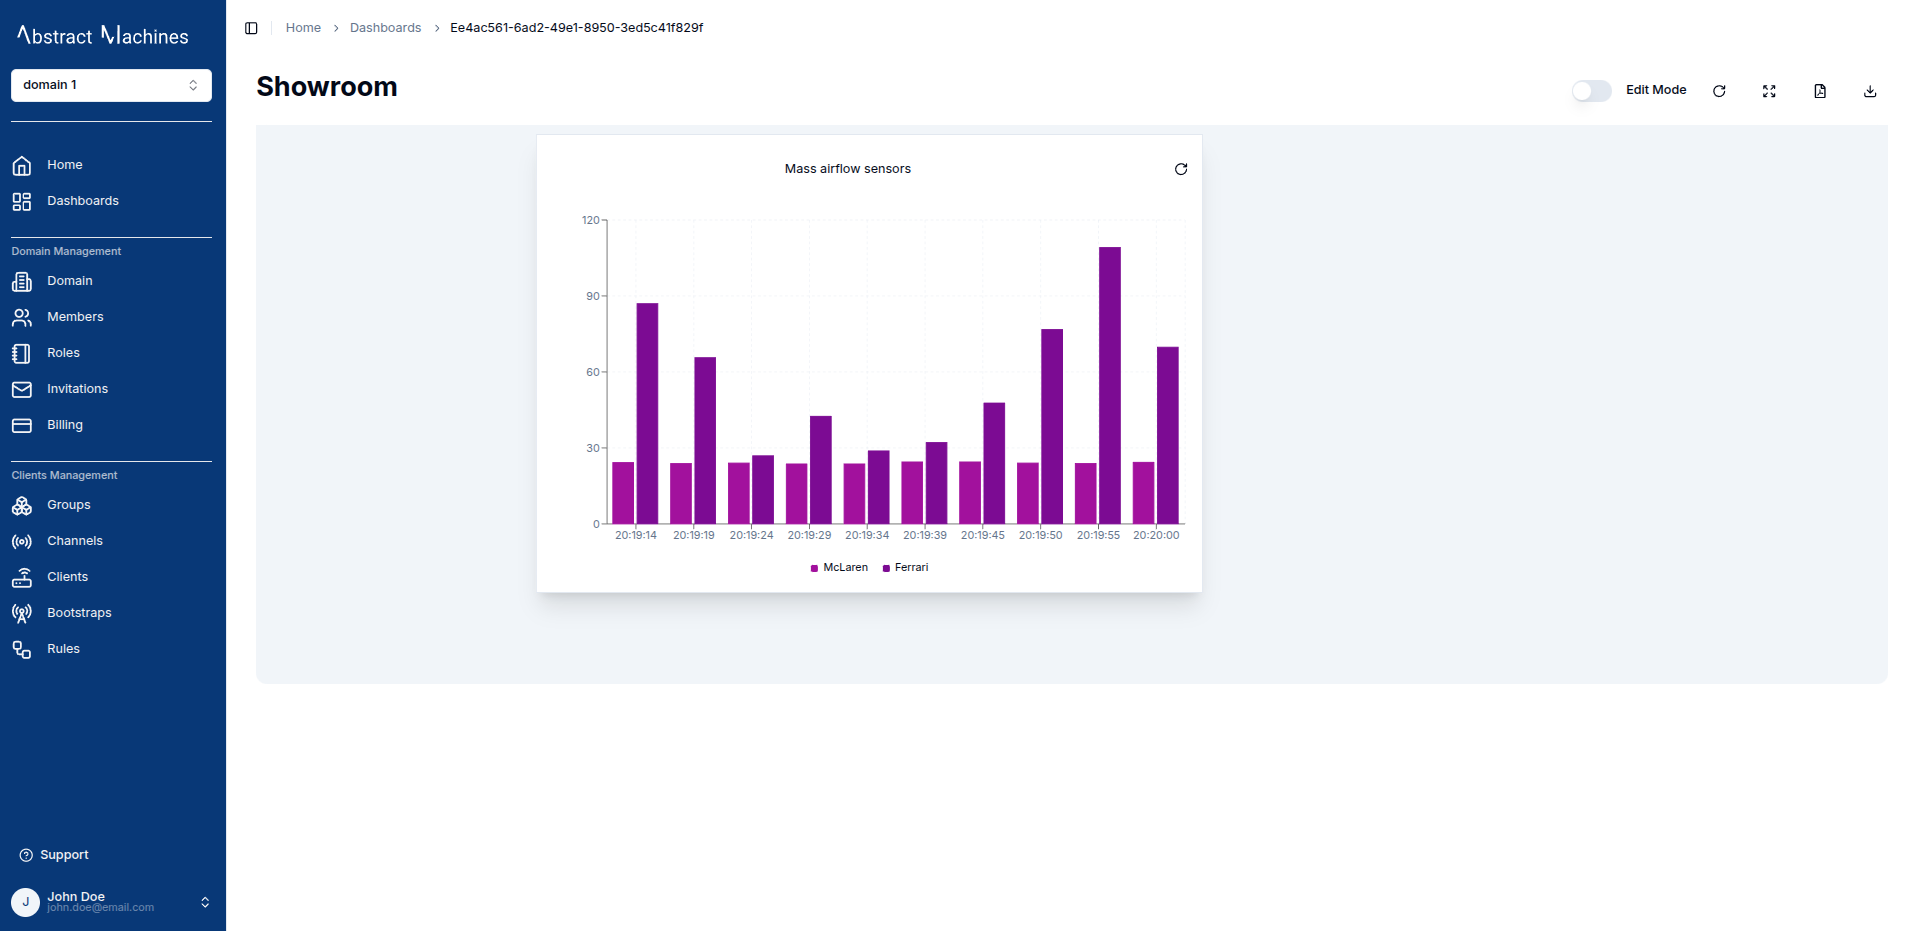 Abstract Machines
domain 1
Home
Dashboards
Domain Management
Domain
Members
Roles
Invitations
Billing
Clients Management
Groups
Channels
Clients
Bootstraps
Rules
Support
J
John Doe
john.doe@email.com
Home > Dashboards > Ee4ac561-6ad2-49e1-8950-3ed5c41f829f
Showroom
Edit Mode
Mass airflow sensors
120
90
60
30
0
20:19:14 20:19:19 20:19:24 20:19:29 20:19:34 20:19:39 20:19:45 20:19:50 20:19:55 20:20:00
McLaren Ferrari